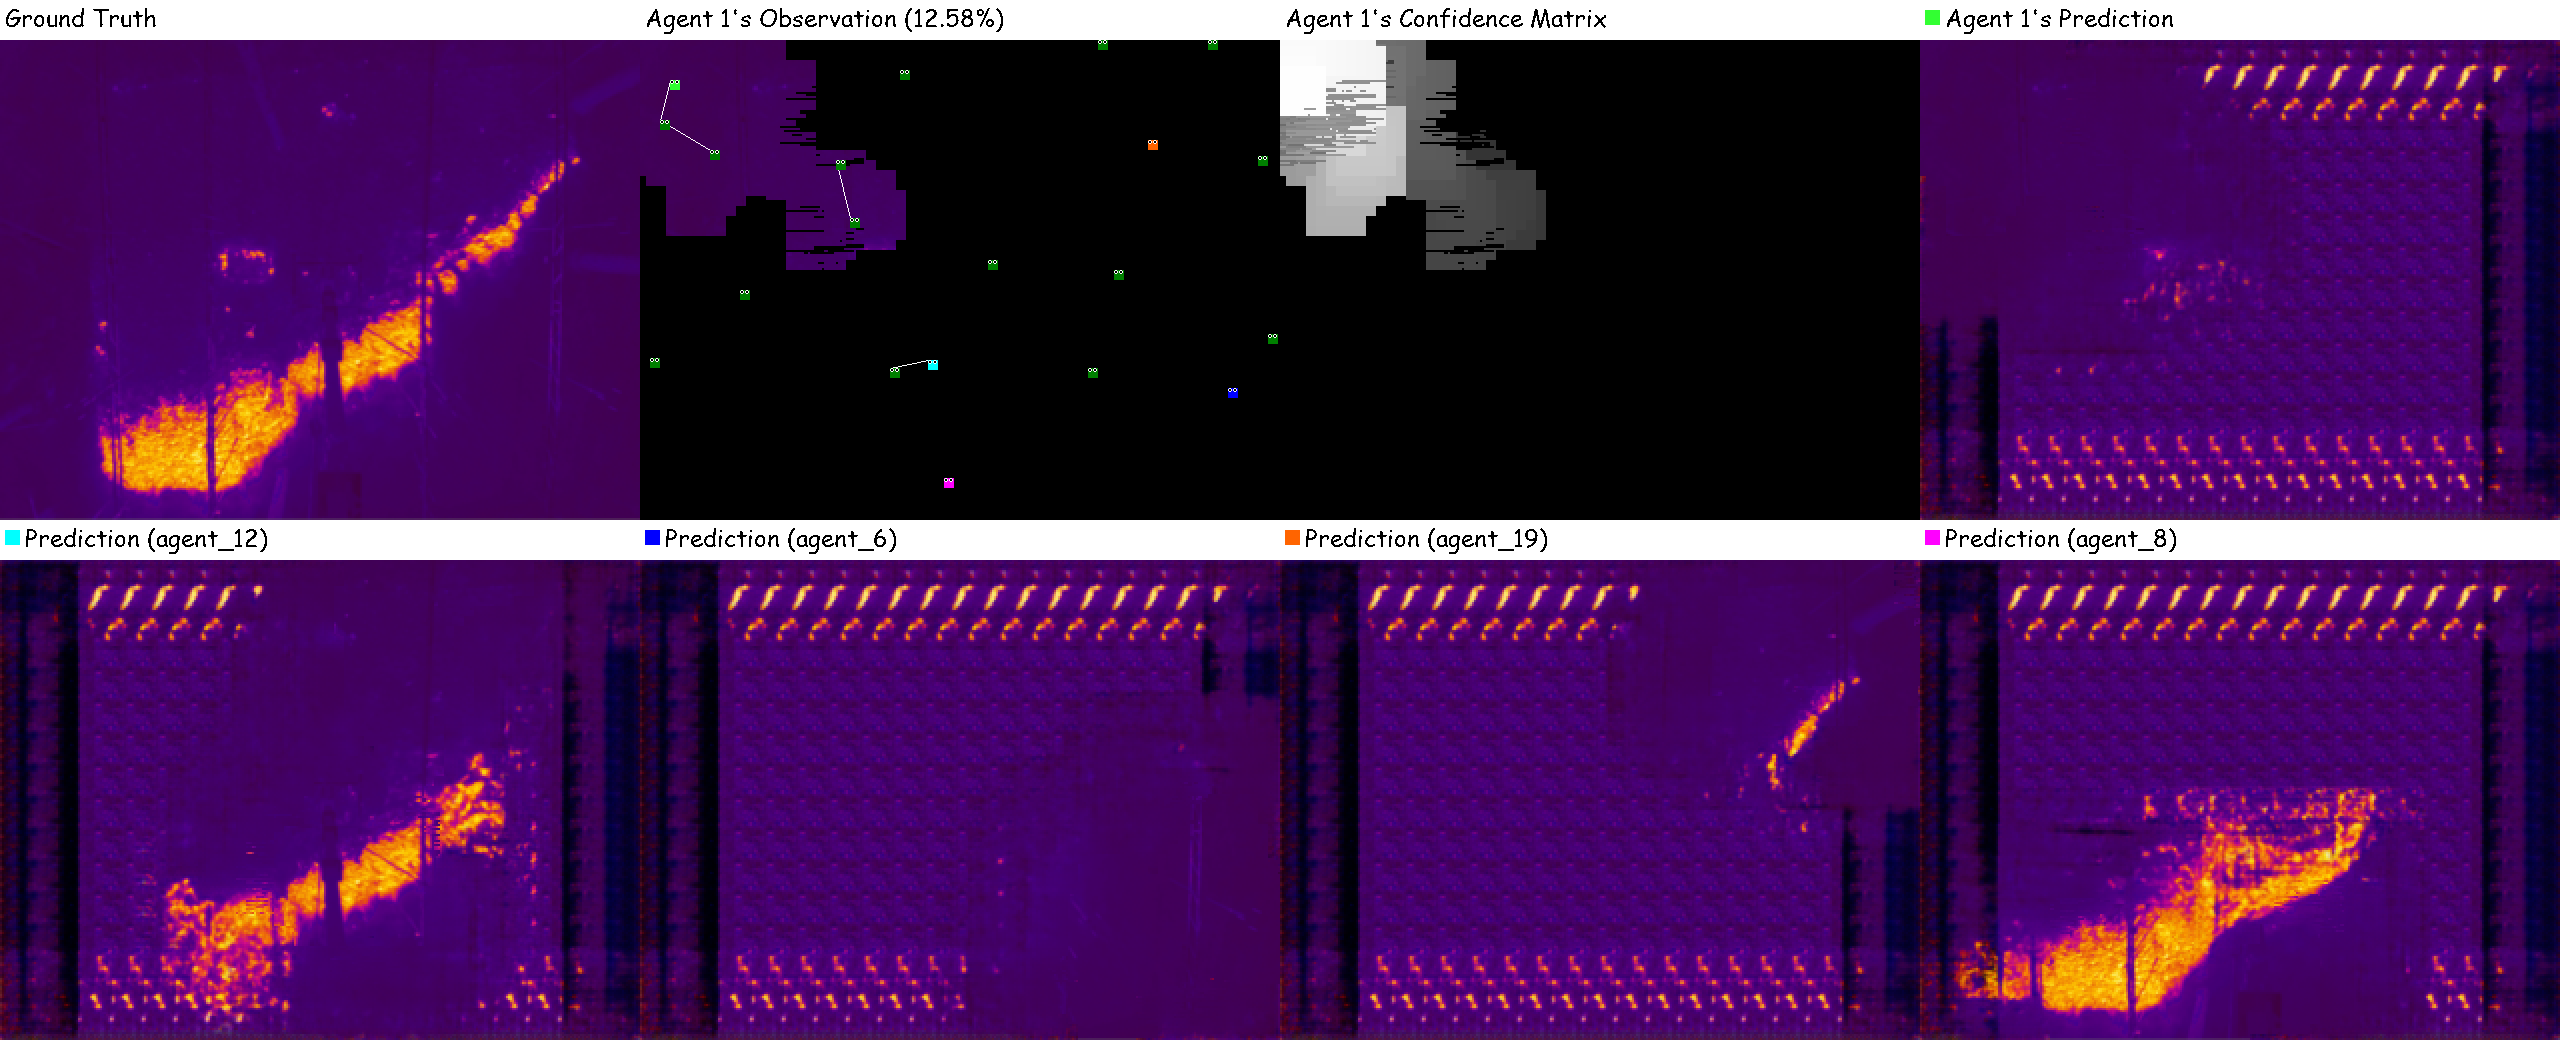 Ground Truth
Agent 1's Observation (12.58%)
Agent 1's Confidence Matrix
Agent 1's Prediction
Prediction (agent_12)
Prediction (agent_6)
Prediction (agent_19)
Prediction (agent_8)